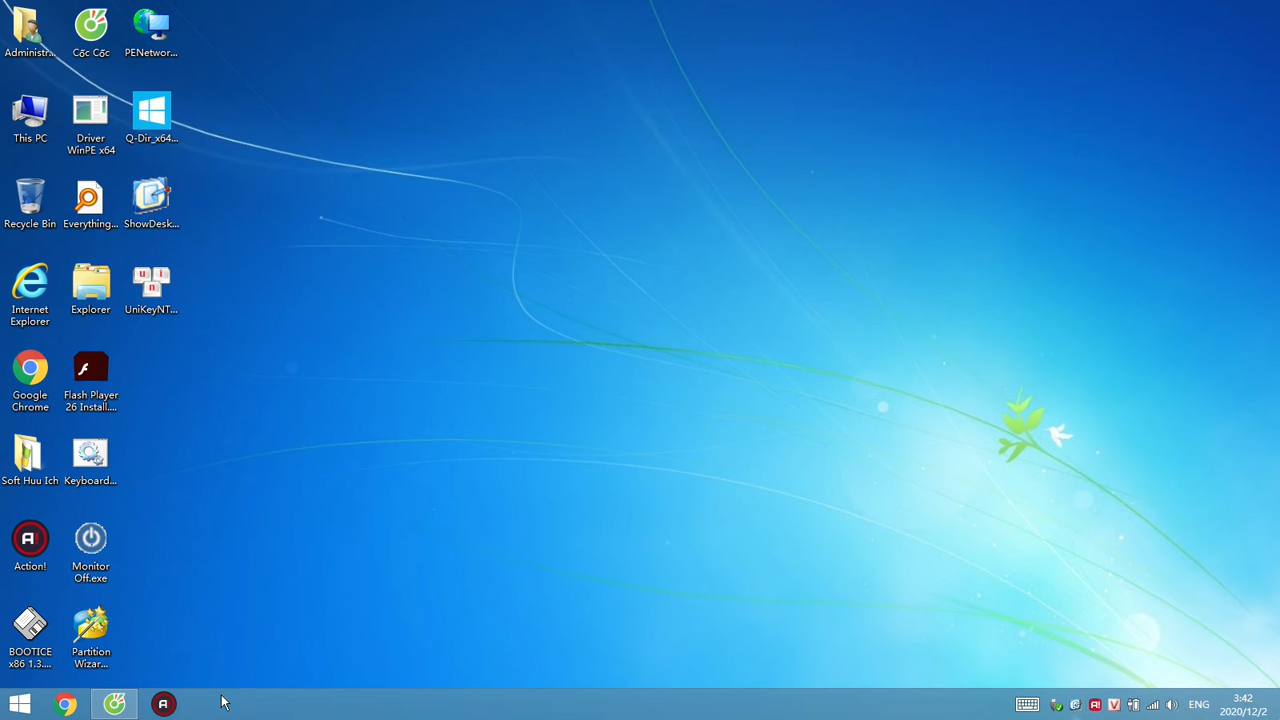 Administr...
Cốc Cốc
PENetwor...
This PC
Driver
WinPE x64
Q-Dir_x64...
Recycle Bin
Everything...
ShowDesk...
Internet
Explorer
Explorer
UniKeyNT...
Google
Chrome
Flash Player
26 Install....
Soft Huu Ich
Keyboard...
Action!
Monitor
Off.exe
BOOTICE
x86 1.3....
Partition
Wizar...
ENG
3:42
2020/12/2